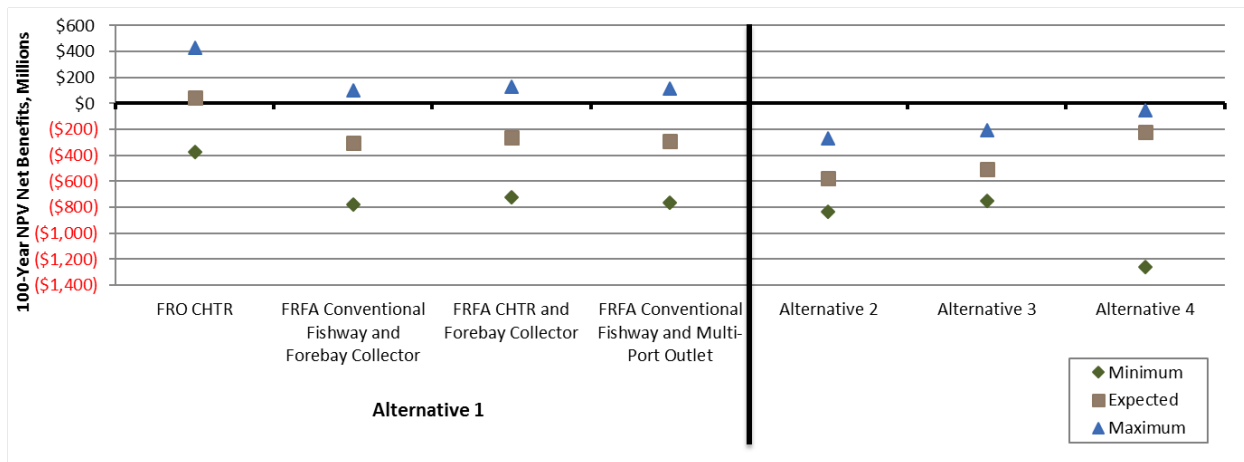 100-Year NPV Net Benefits, Millions
$600
$400
$200
$0
($200)
($400)
($600)
($800)
($1,000)
($1,200)
($1,400)
FRO CHTR
FRFA Conventional
Fishway and
Forebay Collector
FRFA CHTR and
Forebay Collector
FRFA Conventional
Fishway and Multi-
Port Outlet
Alternative 2
Alternative 3
Alternative 4
Alternative 1
Minimum
Expected
Maximum